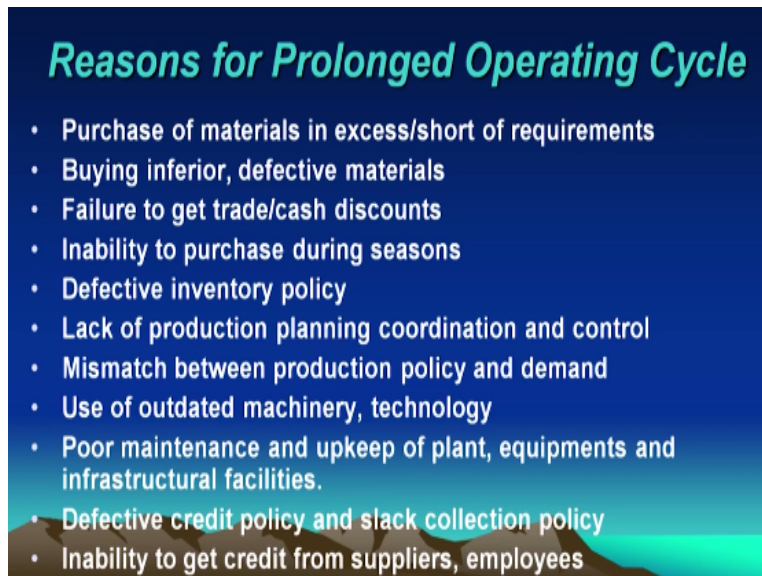 Reasons for Prolonged Operating Cycle
• Purchase of materials in excess/short of requirements
• Buying inferior, defective materials
• Failure to get trade/cash discounts
• Inability to purchase during seasons
• Defective inventory policy
• Lack of production planning coordination and control
• Mismatch between production policy and demand
• Use of outdated machinery, technology
• Poor maintenance and upkeep of plant, equipments and
infrastructural facilities.
• Defective credit policy and slack collection policy
• Inability to get credit from suppliers, employees